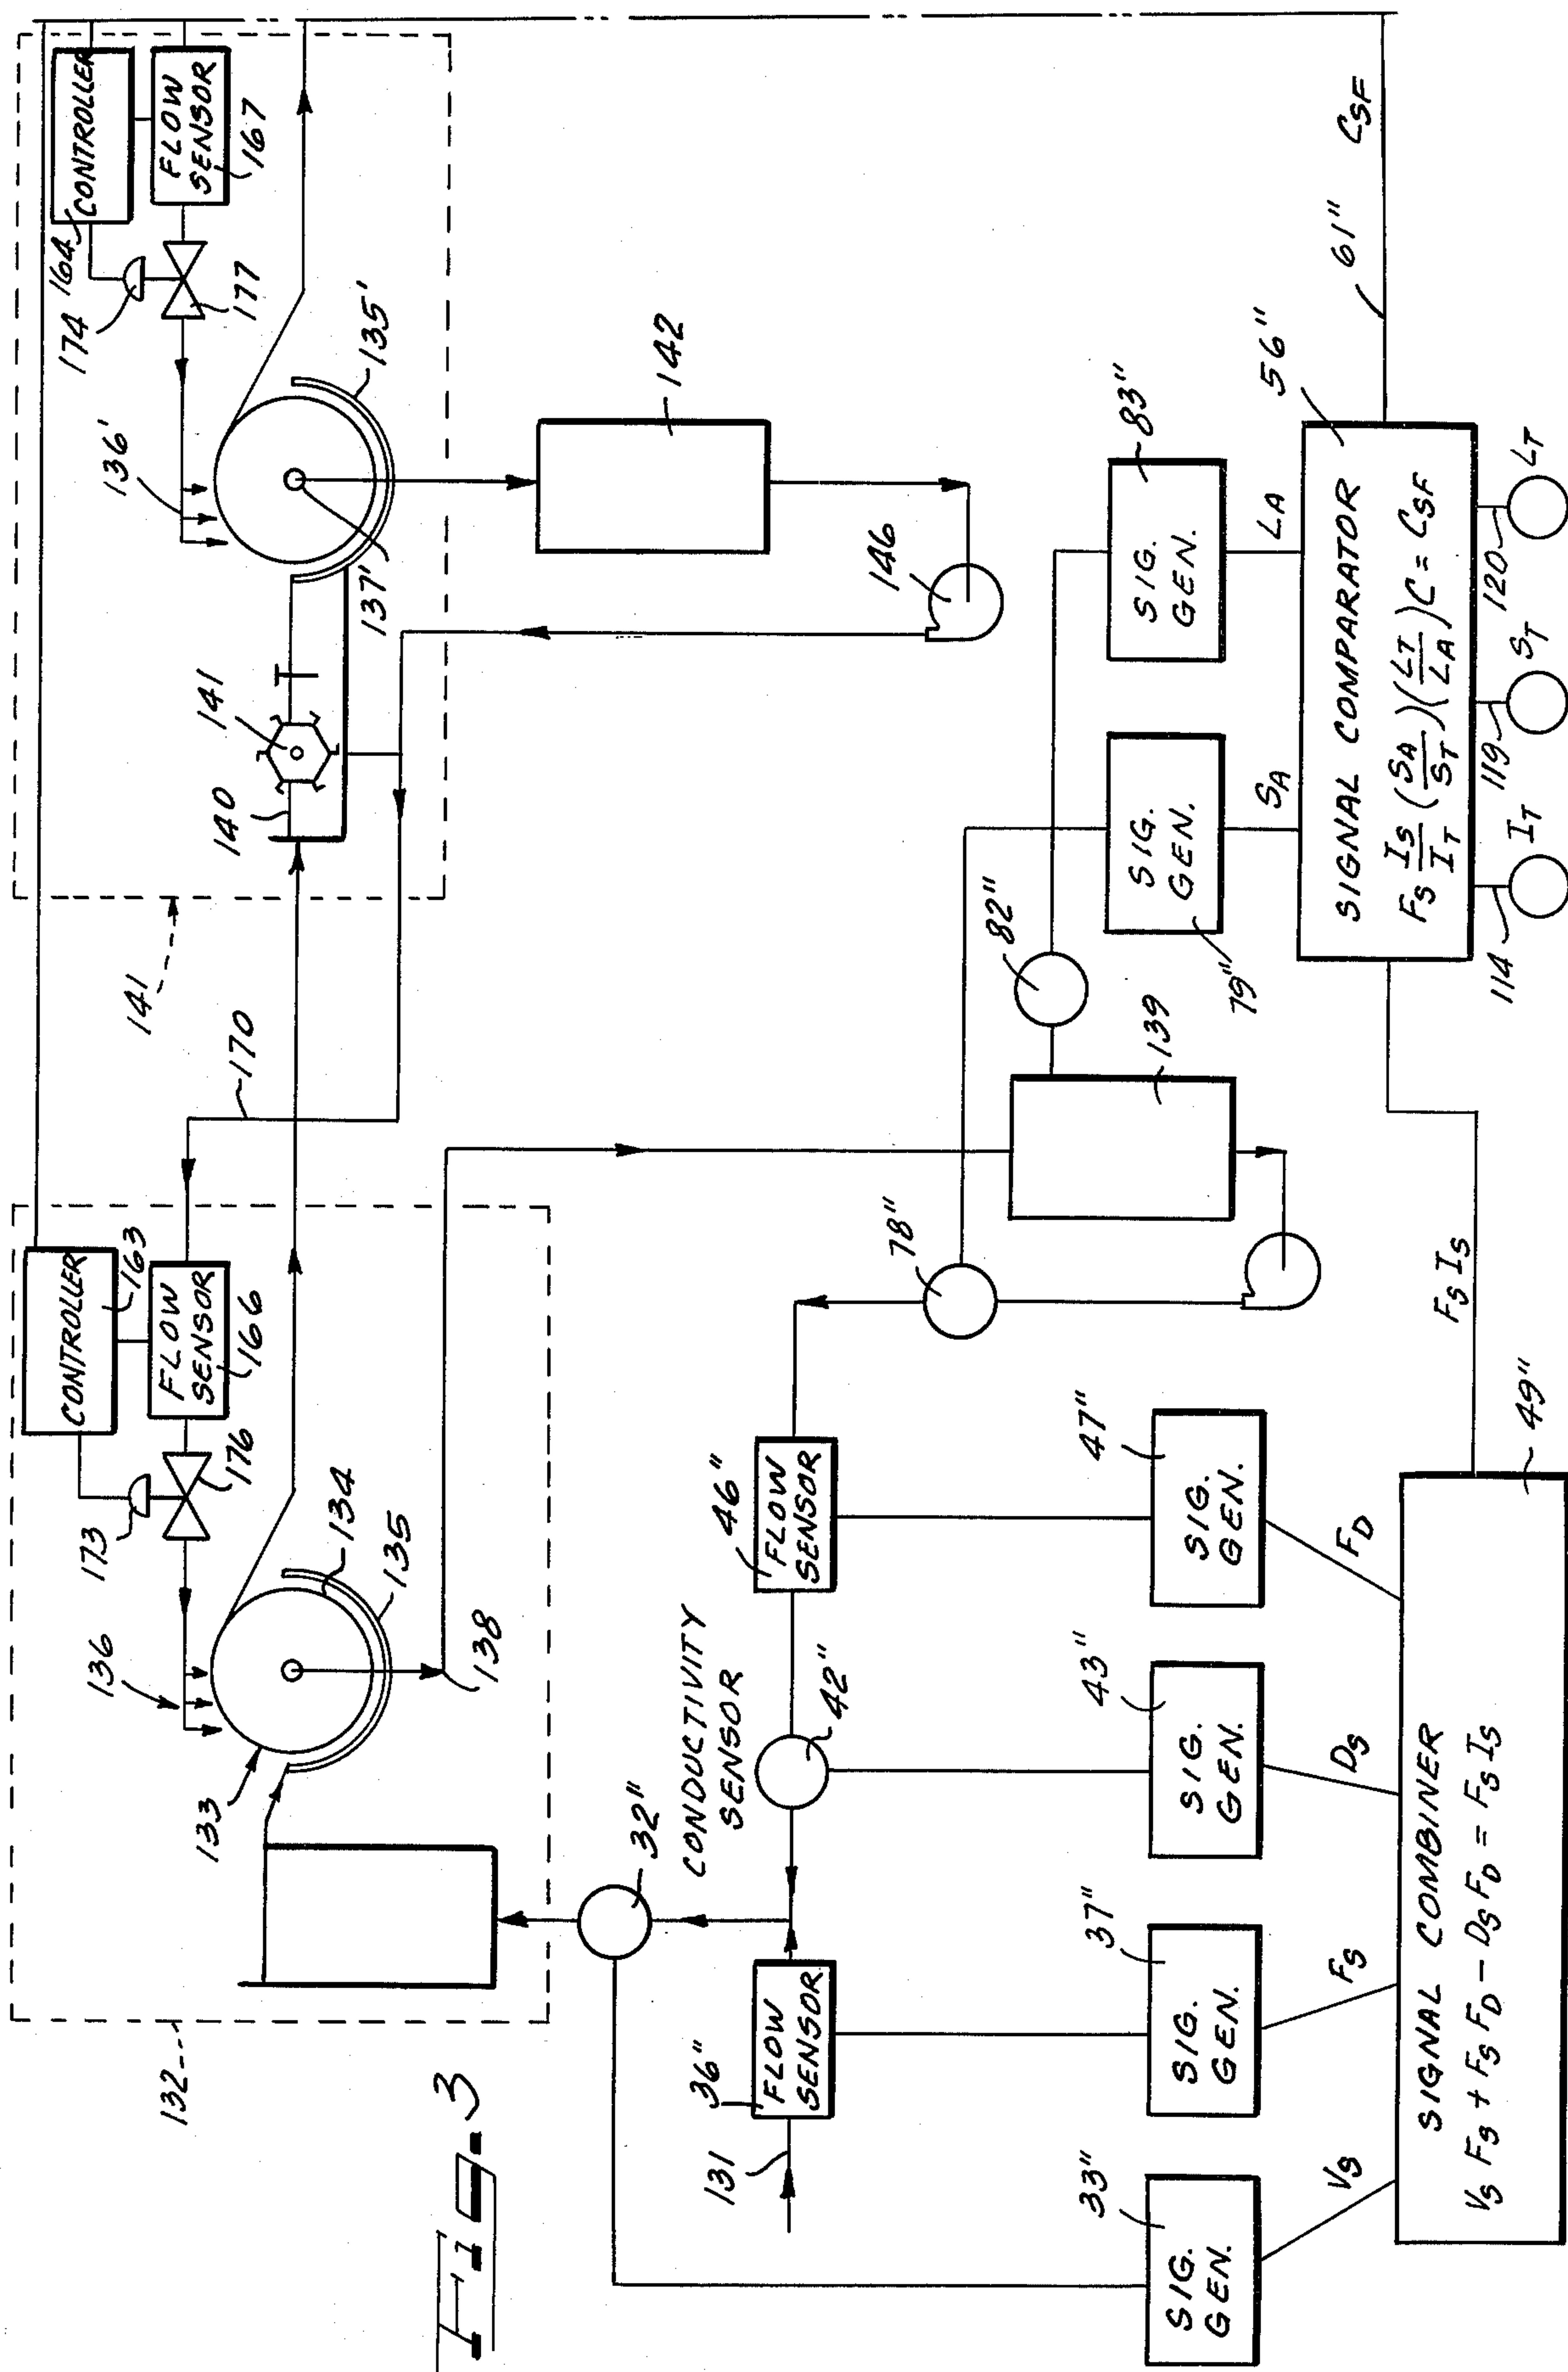 132
133
136
173
176
CONTROLLER
163
FLOW
SENSOR
166
134
135
138
141
170
140
141
136'
137'
135'
174
177
164
CONTROLLER
FLOW
SENSOR
167
142
146
Fig. 3
131
36"
FLOW
SENSOR
32"
CONDUCTIVITY
SENSOR
42"
46"
FLOW
SENSOR
78"
139
82"
33"
SIG.
GEN.
37"
SIG.
GEN.
43"
SIG.
GEN.
47"
SIG.
GEN.
79"
SIG.
GEN.
83"
SIG.
GEN.
VS
FS
DS
FD
SA
LA
SIGNAL COMBINER
VS FS + FS FD - DS FD = FS IS
49"
FS IS
SIGNAL COMPARATOR
FS IS/IT (SA/ST)(LT/LA) C = CSF
56"
61"
CSF
114
IT
119
ST
120
LT